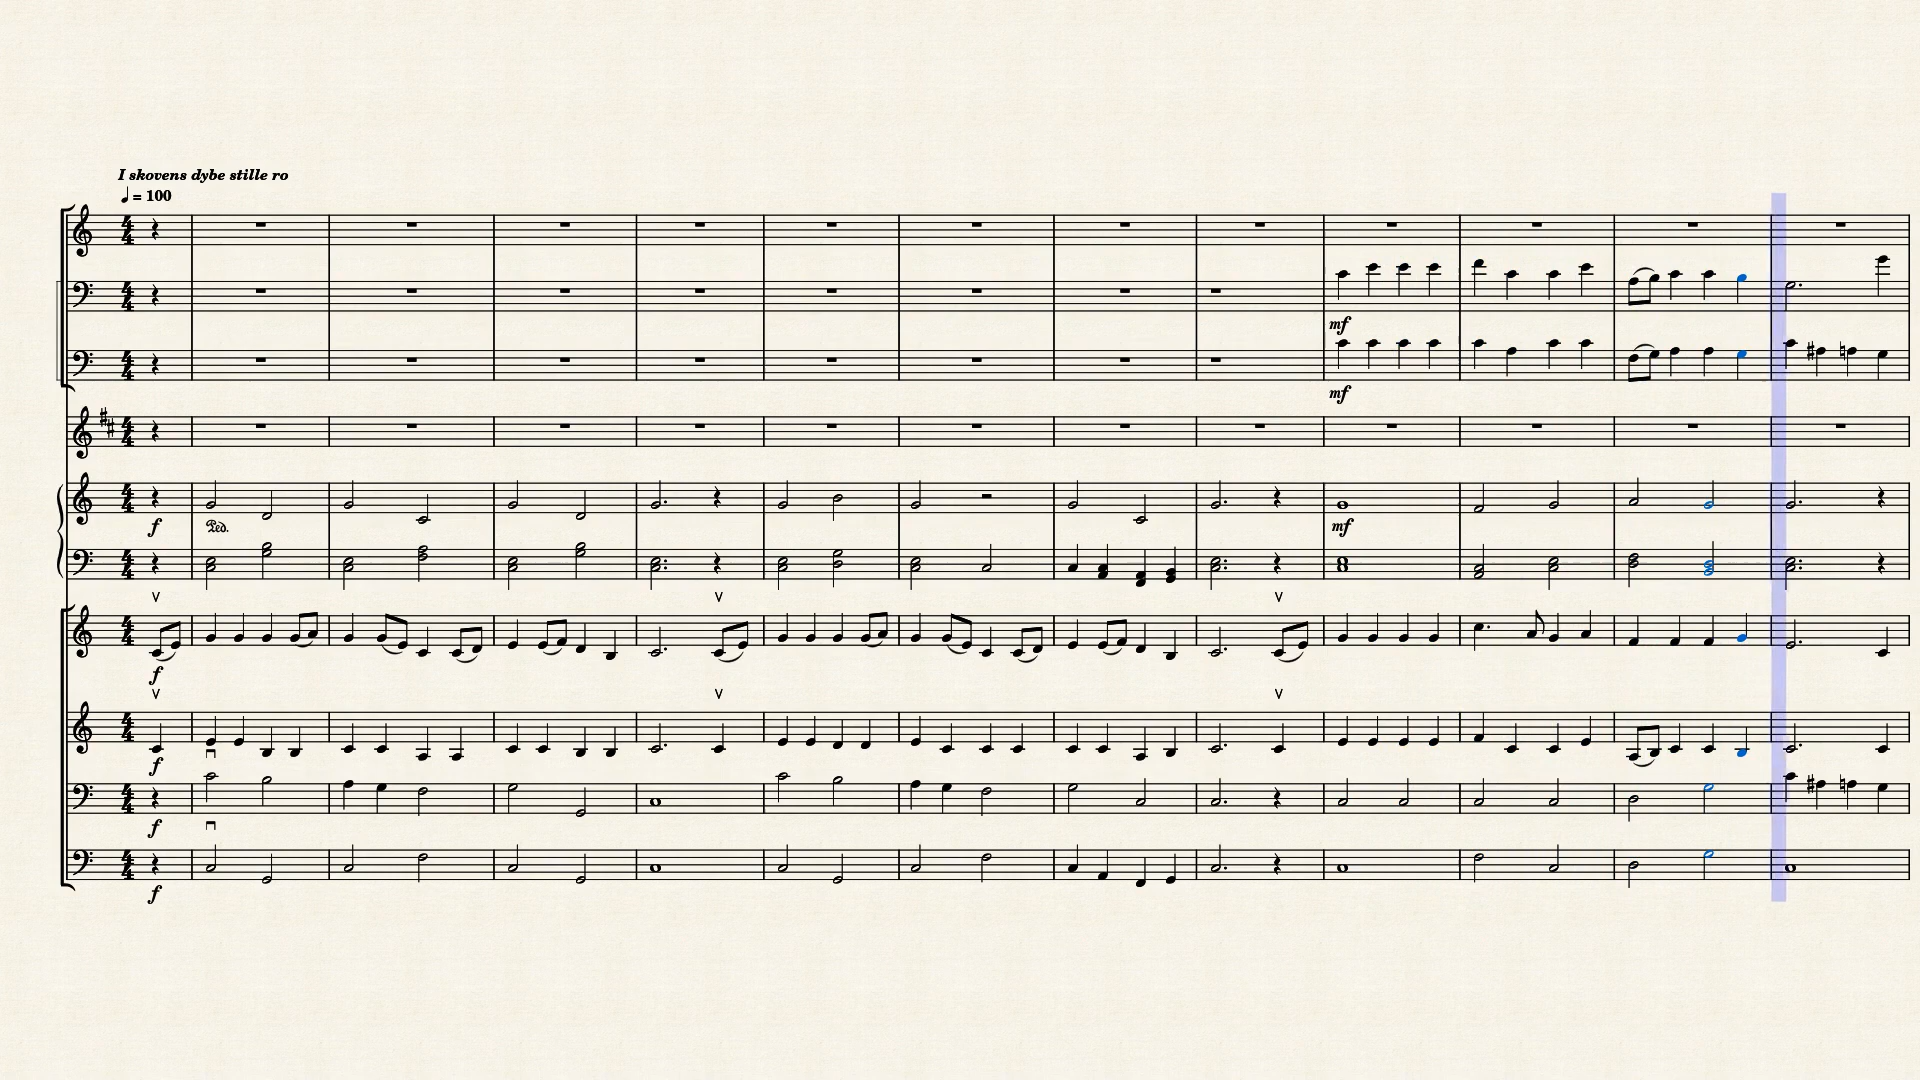 I skovens dybe stille ro
♩ = 100
mf
mf
f
Ped.
mf
f
f
f
f